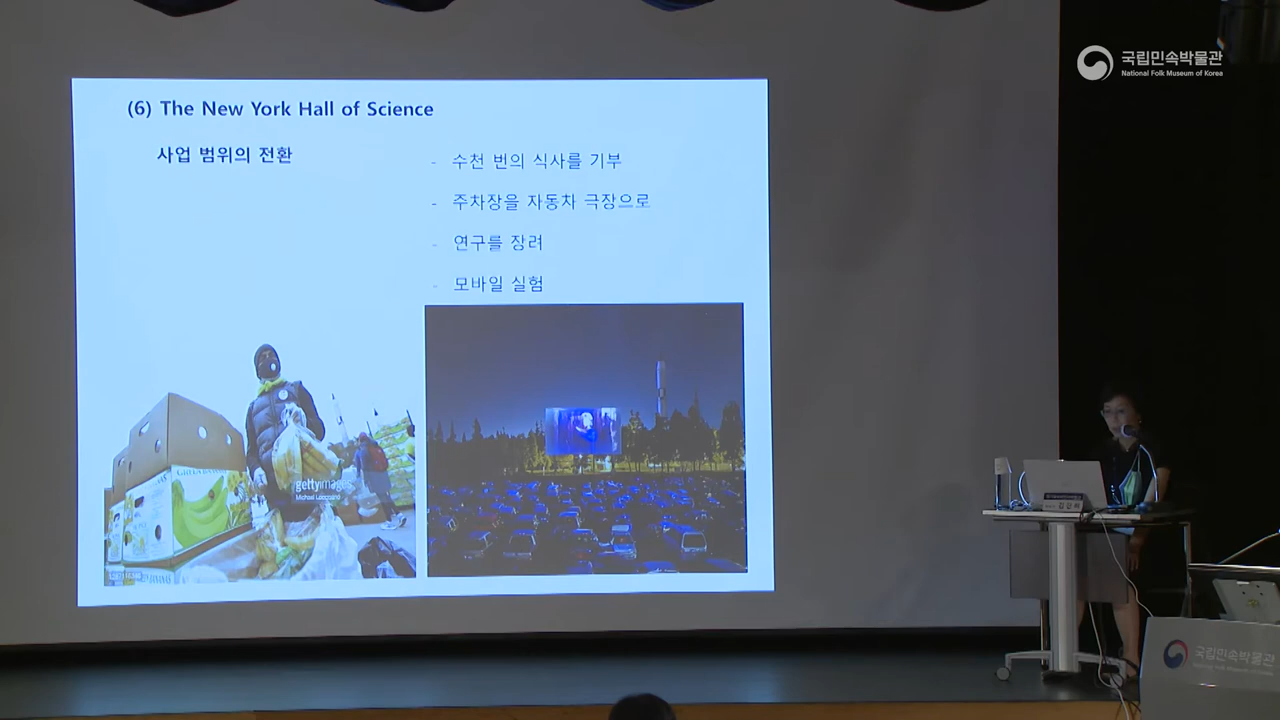 (6) The New York Hall of Science
사업 범위의 전환
- 수천 번의 식사를 기부
- 주차장을 자동차 극장으로
- 연구를 장려
- 모바일 실험
gettyimages
국립민속박물관
National Folk Museum of Korea
국립민속박물관